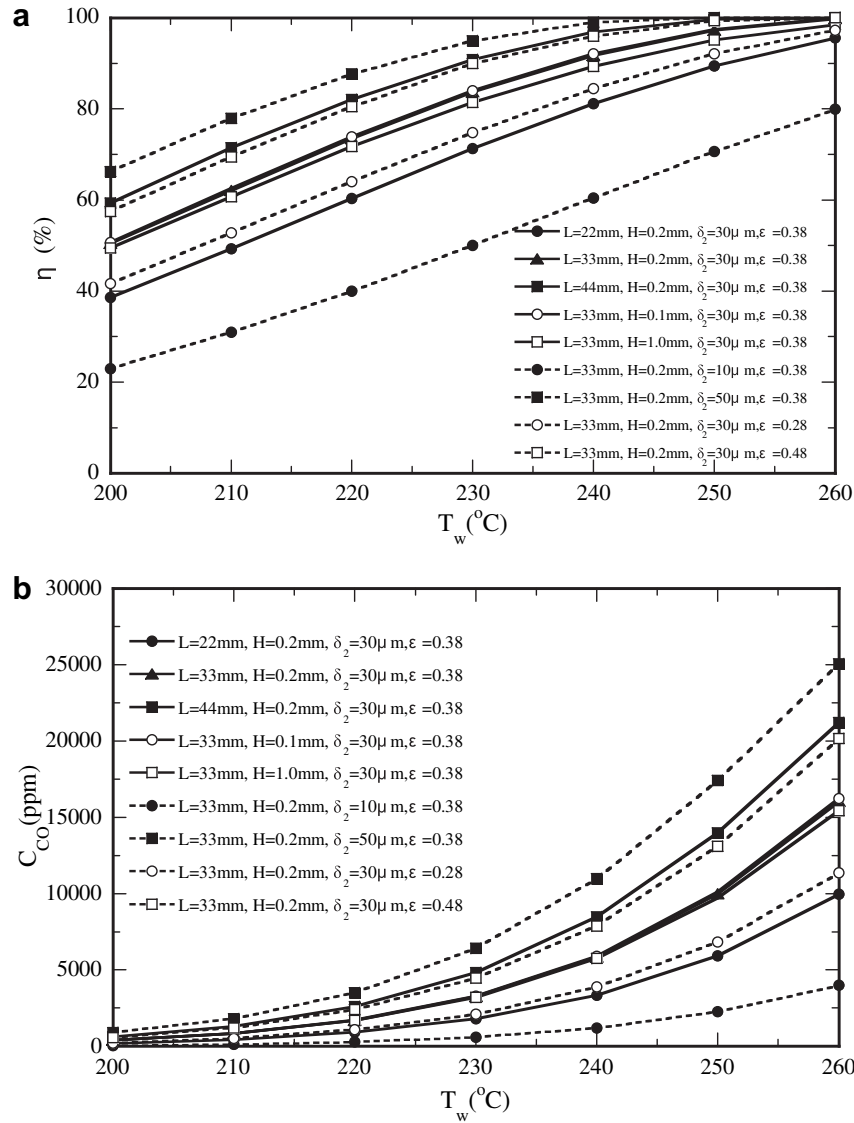 a
100
80
60
40
20
0
η (%)
L=22mm, H=0.2mm, δ2=30μ m,ε =0.38
L=33mm, H=0.2mm, δ2=30μ m,ε =0.38
L=44mm, H=0.2mm, δ2=30μ m,ε =0.38
L=33mm, H=0.1mm, δ2=30μ m,ε =0.38
L=33mm, H=1.0mm, δ2=30μ m,ε =0.38
L=33mm, H=0.2mm, δ2=10μ m,ε =0.38
L=33mm, H=0.2mm, δ2=50μ m,ε =0.38
L=33mm, H=0.2mm, δ2=30μ m,ε =0.28
L=33mm, H=0.2mm, δ2=30μ m,ε =0.48
200 210 220 230 240 250 260
Tw(°C)
b
30000
25000
20000
15000
10000
5000
0
CCO(ppm)
L=22mm, H=0.2mm, δ2=30μ m,ε =0.38
L=33mm, H=0.2mm, δ2=30μ m,ε =0.38
L=44mm, H=0.2mm, δ2=30μ m,ε =0.38
L=33mm, H=0.1mm, δ2=30μ m,ε =0.38
L=33mm, H=1.0mm, δ2=30μ m,ε =0.38
L=33mm, H=0.2mm, δ2=10μ m,ε =0.38
L=33mm, H=0.2mm, δ2=50μ m,ε =0.38
L=33mm, H=0.2mm, δ2=30μ m,ε =0.28
L=33mm, H=0.2mm, δ2=30μ m,ε =0.48
200 210 220 230 240 250 260
Tw(°C)